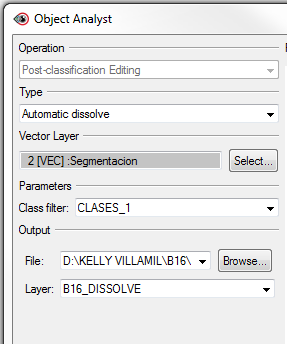 Object Analyst
Operation
Post-classification Editing
Type
Automatic dissolve
Vector Layer
2 [VEC] :Segmentacion Select...
Parameters
Class filter: CLASES_1
Output
File: D:\KELLY VILLAMIL\B16\ Browse...
Layer: B16_DISSOLVE